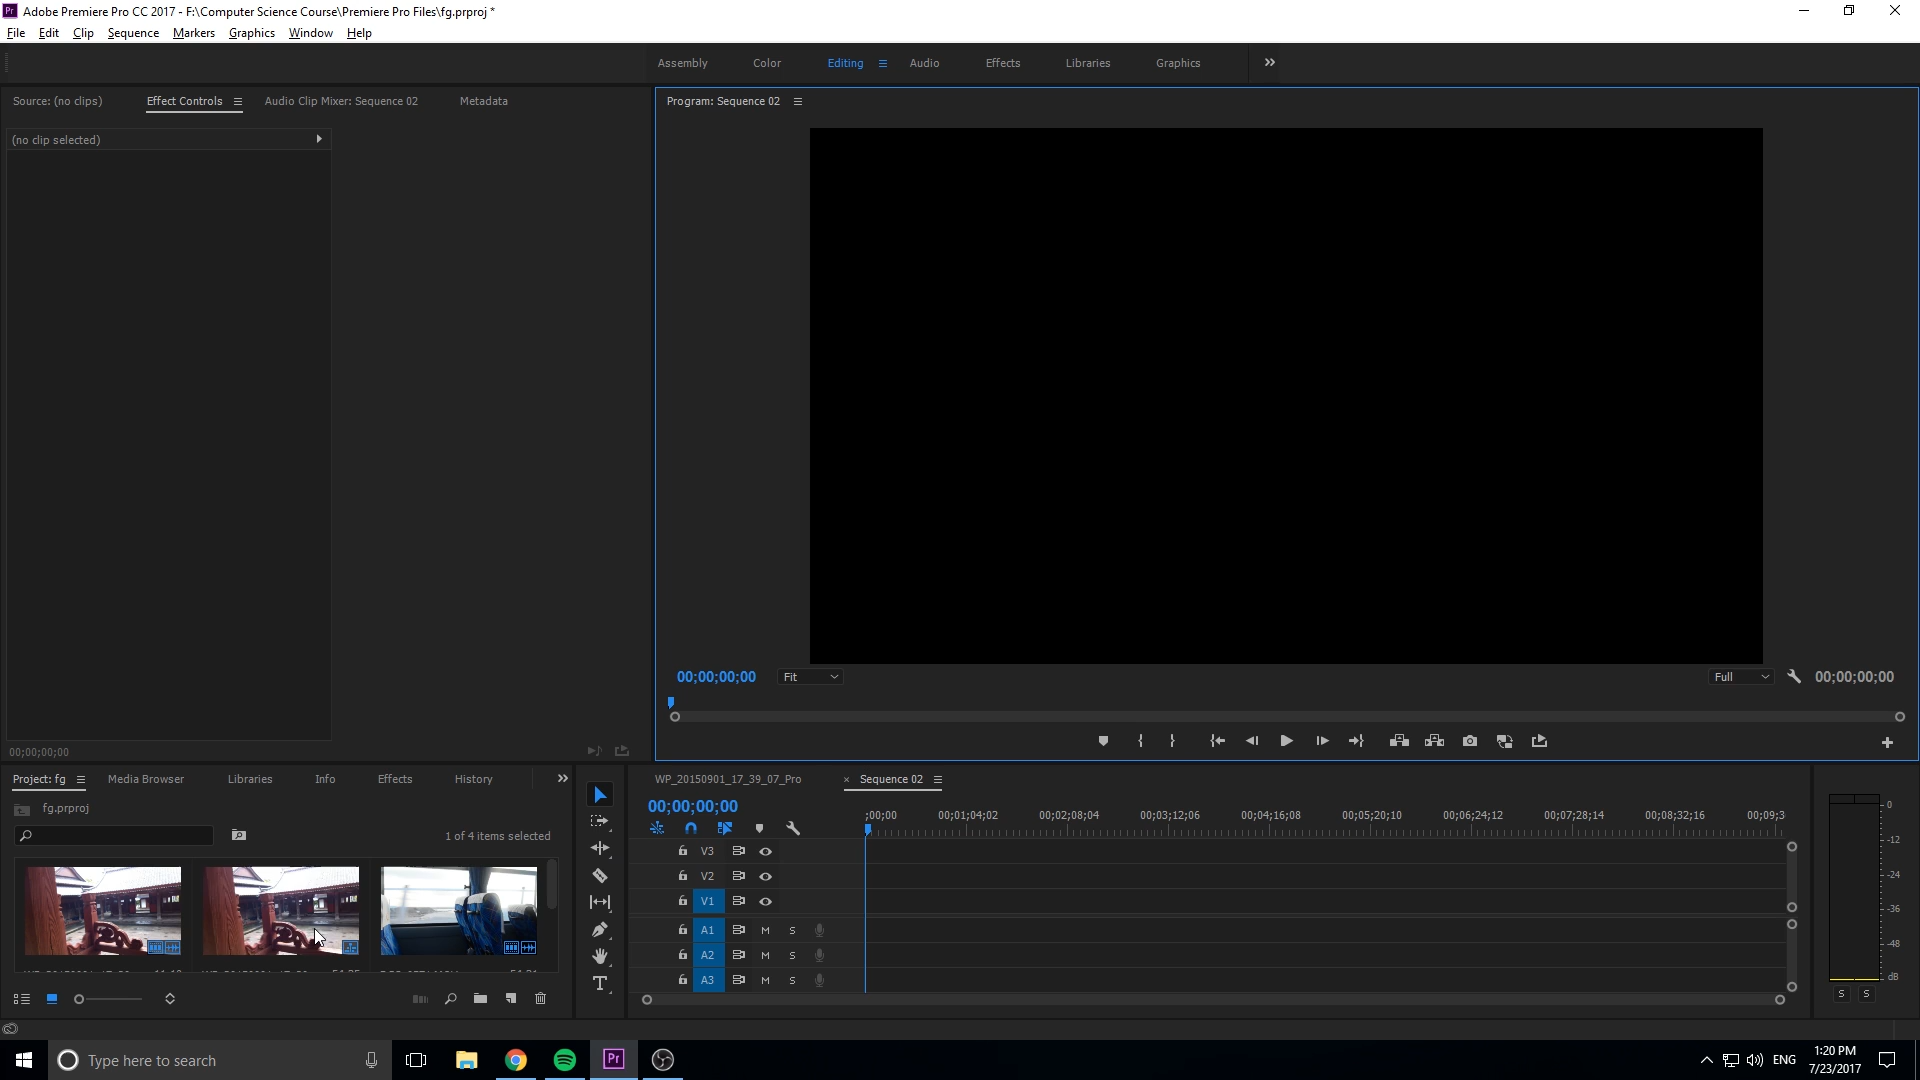 Pr Adobe Premiere Pro CC 2017 - F:\Computer Science Course\Premiere Pro Files\fg.prproj *
File Edit Clip Sequence Markers Graphics Window Help
Assembly Color Editing Audio Effects Libraries Graphics
Source: (no clips) Effect Controls Audio Clip Mixer: Sequence 02 Metadata
Program: Sequence 02
(no clip selected)
00;00;00;00 Fit Full 00;00;00;00
00;00;00;00
Project: fg Media Browser Libraries Info Effects History
fg.prproj
1 of 4 items selected
WP_20150901_17_39_07_Pro × Sequence 02
00;00;00;00
;00;00 00;01;04;02 00;02;08;04 00;03;12;06 00;04;16;08 00;05;20;10 00;06;24;12 00;07;28;14 00;08;32;16 00;09;3
V3
V2
V1
A1 M S
A2 M S
A3 M S
0
-12
-24
-36
-48
dB
S S
Type here to search
Pr
ENG
1:20 PM
7/23/2017